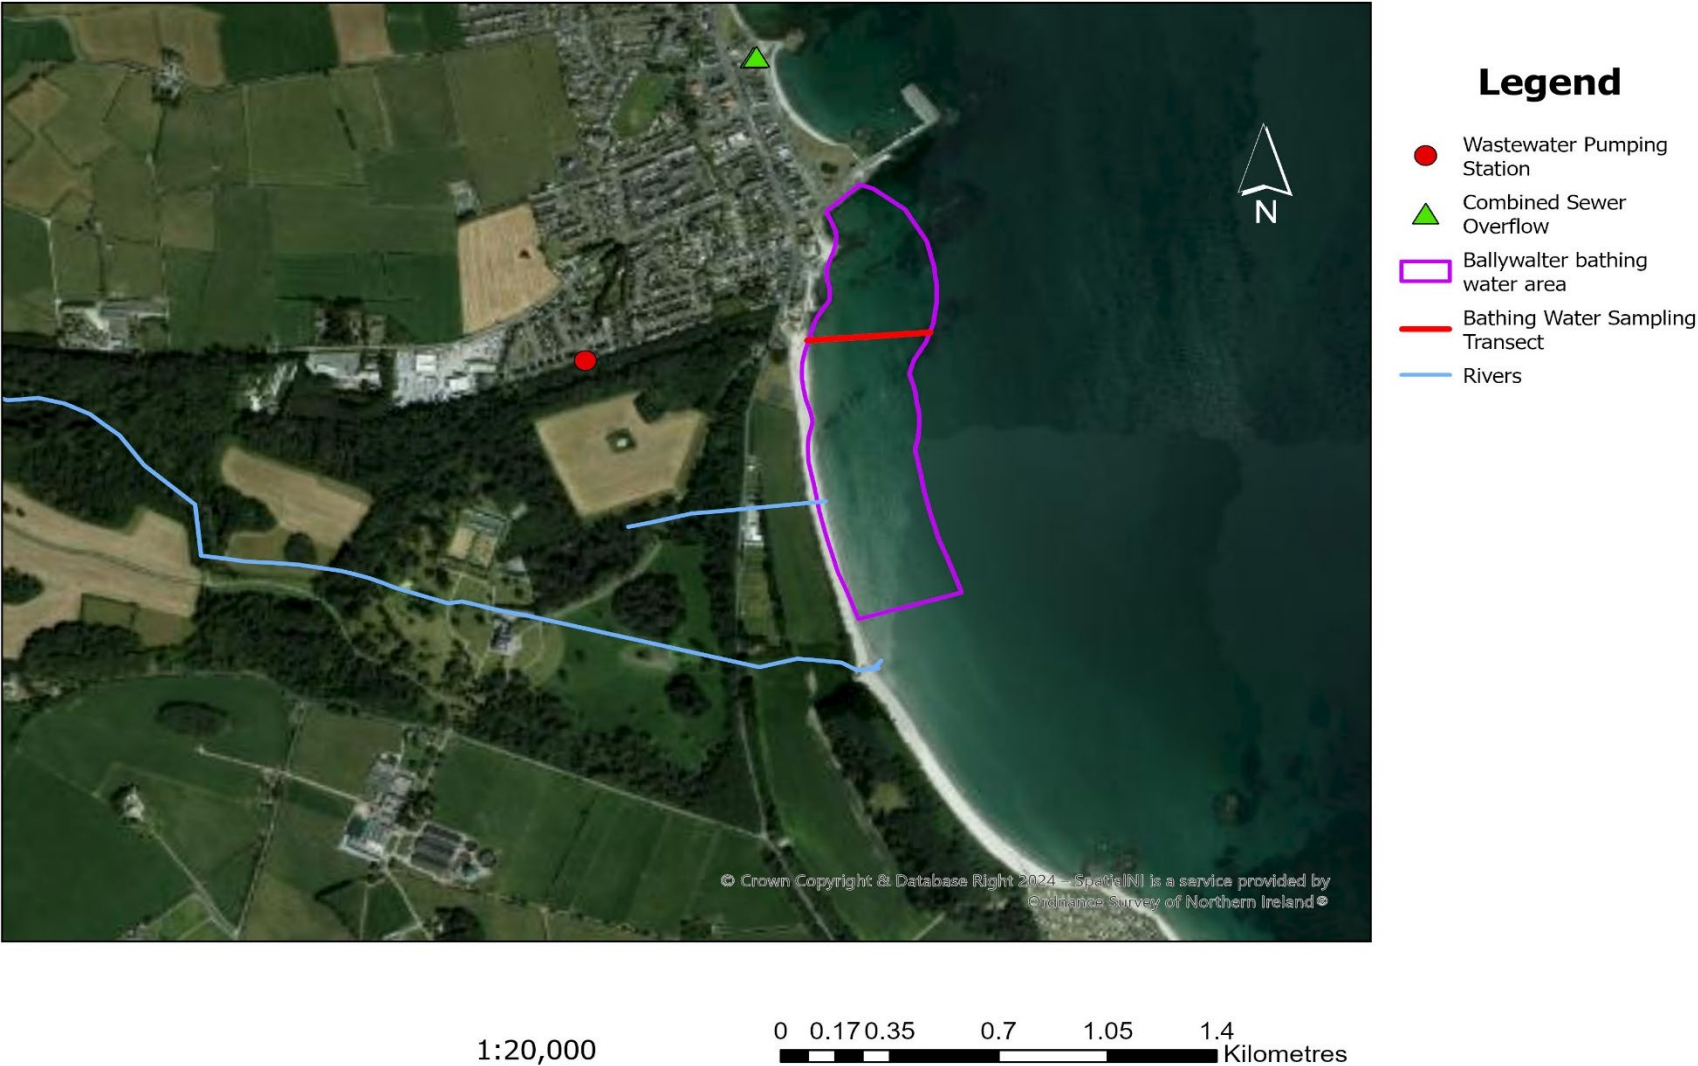 Legend
Wastewater Pumping
Station
Combined Sewer
Overflow
Ballywalter bathing
water area
Bathing Water Sampling
Transect
Rivers
N
© Crown Copyright & Database Right 2024 – SpatialNI is a service provided by
Ordnance Survey of Northern Ireland®
1:20,000
0 0.17 0.35 0.7 1.05 1.4
Kilometres